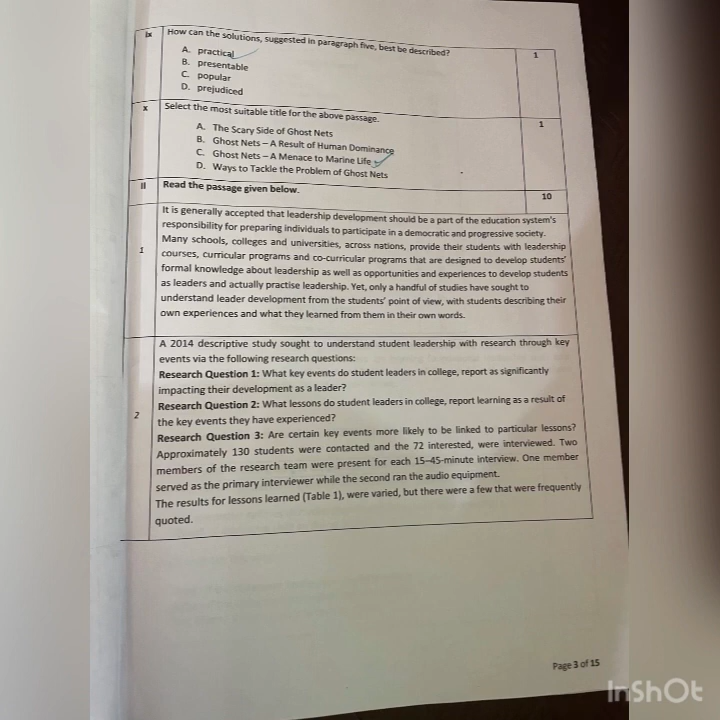 ix How can the solutions, suggested in paragraph five, best be described? 1
A. practical
B. presentable
C. popular
D. prejudiced
x Select the most suitable title for the above passage. 1
A. The Scary Side of Ghost Nets
B. Ghost Nets – A Result of Human Dominance
C. Ghost Nets – A Menace to Marine Life
D. Ways to Tackle the Problem of Ghost Nets
II Read the passage given below. 10
It is generally accepted that leadership development should be a part of the education system's
responsibility for preparing individuals to participate in a democratic and progressive society.
Many schools, colleges and universities, across nations, provide their students with leadership
1 courses, curricular programs and co-curricular programs that are designed to develop students'
formal knowledge about leadership as well as opportunities and experiences to develop students
as leaders and actually practise leadership. Yet, only a handful of studies have sought to
understand leader development from the students' point of view, with students describing their
own experiences and what they learned from them in their own words.
A 2014 descriptive study sought to understand student leadership with research through key
events via the following research questions:
Research Question 1: What key events do student leaders in college, report as significantly
impacting their development as a leader?
Research Question 2: What lessons do student leaders in college, report learning as a result of
2 the key events they have experienced?
Research Question 3: Are certain key events more likely to be linked to particular lessons?
Approximately 130 students were contacted and the 72 interested, were interviewed. Two
members of the research team were present for each 15–45-minute interview. One member
served as the primary interviewer while the second ran the audio equipment.
The results for lessons learned (Table 1), were varied, but there were a few that were frequently
quoted.
Page 3 of 15
InShOt